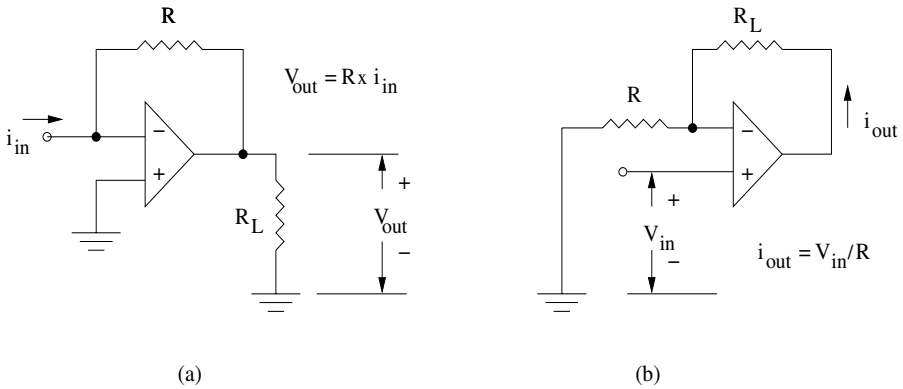 R
V_out = R x i_in
i_in
−
+
R_L
+
V_out
−
(a)
R_L
R
−
+
i_out
+
V_in
−
i_out = V_in/R
(b)